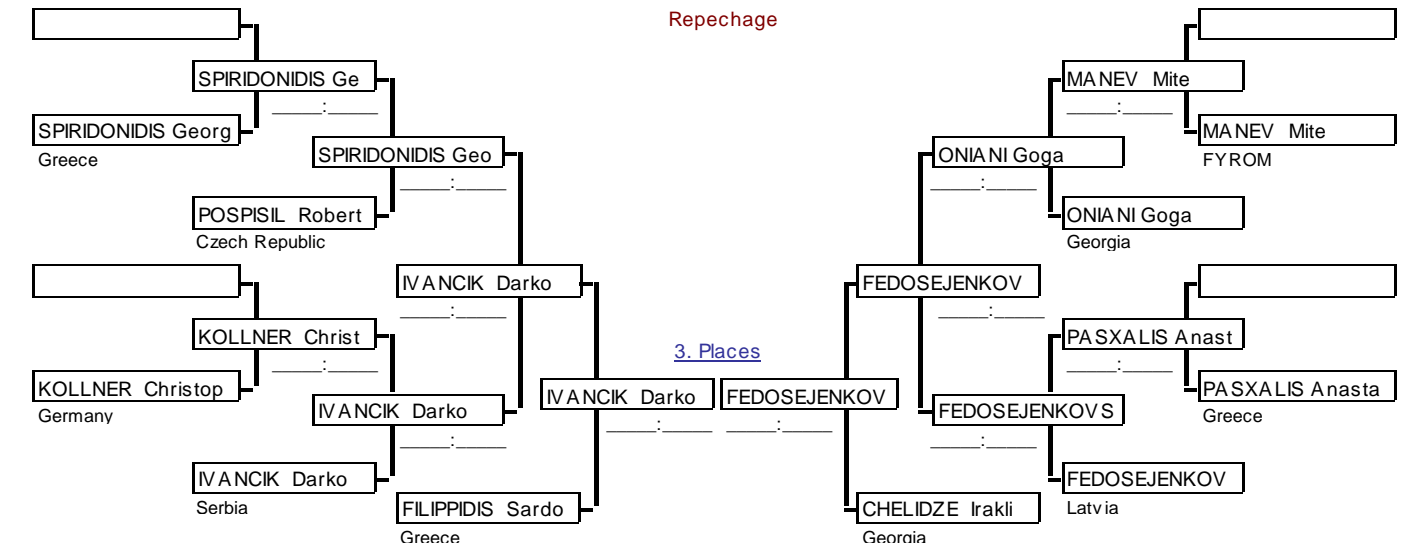 Repechage
SPIRIDONIDIS Ge
MANEV Mite
_____:_____
_____:_____
SPIRIDONIDIS Georg
MANEV Mite
Greece
FYROM
SPIRIDONIDIS Geo
ONIANI Goga
_____:_____
_____:_____
POSPISIL Robert
ONIANI Goga
Czech Republic
Georgia
IVANCIK Darko
FEDOSEJENKOV
_____:_____
_____:_____
KOLLNER Christ
PASXALIS Anast
3. Places
_____:_____
_____:_____
KOLLNER Christop
IVANCIK Darko
FEDOSEJENKOV
PASXALIS Anasta
Germany
Greece
IVANCIK Darko
FEDOSEJENKOVS
_____:_____
_____:_____
_____:_____
_____:_____
IVANCIK Darko
FEDOSEJENKOV
Serbia
Latvia
FILIPPIDIS Sardo
CHELIDZE Irakli
Greece
Georgia